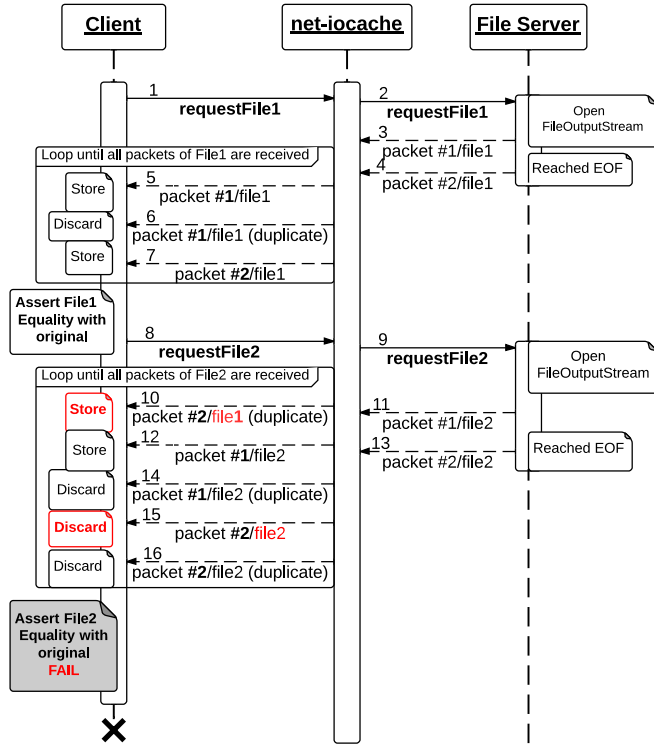 Client
net-iocache
File Server
1
requestFile1
2
requestFile1
Open
FileOutputStream
3
packet #1/file1
4
packet #2/file1
Reached EOF
Loop until all packets of File1 are received
Store
5
packet #1/file1
Discard
6
packet #1/file1 (duplicate)
Store
7
packet #2/file1
Assert File1
Equality with
original
8
requestFile2
9
requestFile2
Open
FileOutputStream
Loop until all packets of File2 are received
Store
10
packet #2/file1 (duplicate)
11
packet #1/file2
Store
12
packet #1/file2
13
packet #2/file2
Reached EOF
Discard
14
packet #1/file2 (duplicate)
Discard
15
packet #2/file2
Discard
16
packet #2/file2 (duplicate)
Assert File2
Equality with
original
FAIL